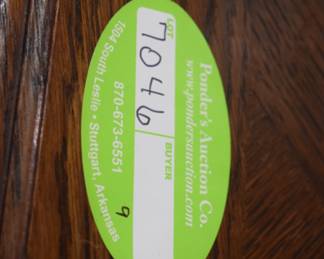 Ponder's Auction Co.
www.pondersauction.com
LOT 7046 BUYER
870-673-6551
9
1504 South Leslie • Stuttgart, Arkansas